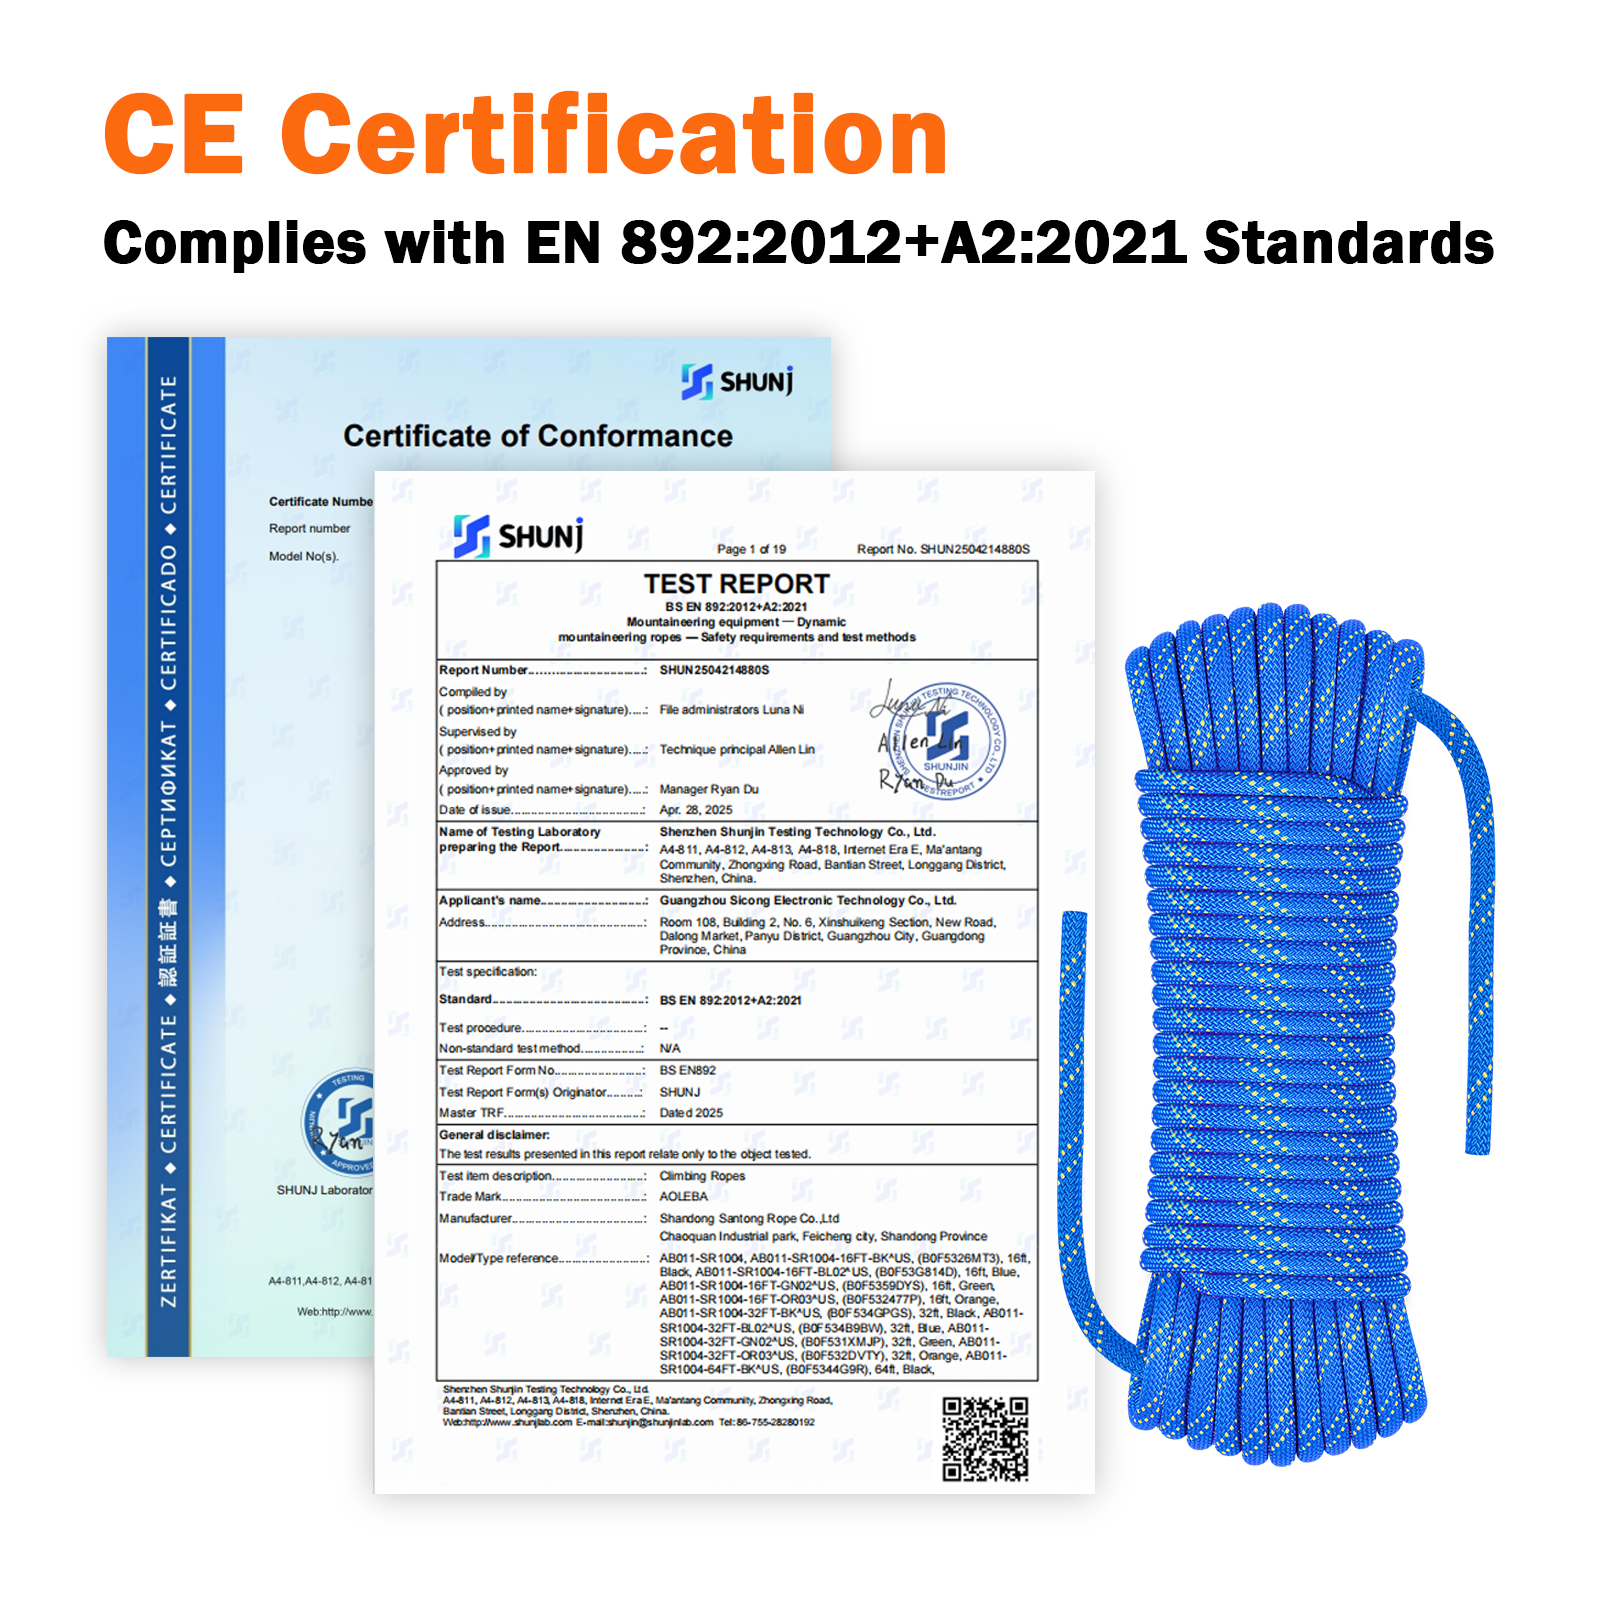 CE Certification
Complies with EN 892:2012+A2:2021 Standards
ZERTIFIKAT ◆ CERTIFICATE ◆ 認証証書 ◆ СЕРТИФИКАТ ◆ CERTIFICADO ◆ CERTIFICATE
SHUNJ
Certificate of Conformance
Certificate Numbe
Report number
Model No(s).
TESTING
Ryan
APPROVED
SHUNJ Laborator
A4-811,A4-812, A4-81
Web:http://www.
SHUNJ
Page 1 of 19 Report No. SHUN2504214880S
TEST REPORT
BS EN 892:2012+A2:2021
Mountaineering equipment — Dynamic
mountaineering ropes — Safety requirements and test methods
Report Number.............................: SHUN2504214880S
Compiled by
( position+printed name+signature).....: File administrators Luna Ni
Supervised by
( position+printed name+signature).....: Technique principal Allen Lin
Approved by
( position+printed name+signature).....: Manager Ryan Du
Date of issue................................: Apr. 28, 2025
Luna Ni
Allen Lin
Ryan Du
SHENZHEN SHUNJIN TESTING TECHNOLOGY CO., LTD
SHUNJIN
TESTREPORT
Name of Testing Laboratory Shenzhen Shunjin Testing Technology Co., Ltd.
preparing the Report.....................: A4-811, A4-812, A4-813, A4-818, Internet Era E, Ma'antang
Community, Zhongxing Road, Bantian Street, Longgang District,
Shenzhen, China.
Applicant's name..........................: Guangzhou Sicong Electronic Technology Co., Ltd.
Address......................................: Room 108, Building 2, No. 6, Xinshuikeng Section, New Road,
Dalong Market, Panyu District, Guangzhou City, Guangdong
Province, China
Test specification:
Standard.....................................: BS EN 892:2012+A2:2021
Test procedure..............................: --
Non-standard test method...............: N/A
Test Report Form No.....................: BS EN892
Test Report Form(s) Originator.........: SHUNJ
Master TRF..................................: Dated 2025
General disclaimer:
The test results presented in this report relate only to the object tested.
Test item description.......................: Climbing Ropes
Trade Mark...................................: AOLEBA
Manufacturer................................: Shandong Santong Rope Co.,Ltd
Chaoquan Industrial park, Feicheng city, Shandong Province
Model/Type reference......................: AB011-SR1004, AB011-SR1004-16FT-BK^US, (B0F5326MT3), 16ft,
Black, AB011-SR1004-16FT-BL02^US, (B0F53G814D), 16ft, Blue,
AB011-SR1004-16FT-GN02^US, (B0F5359DYS), 16ft, Green,
AB011-SR1004-16FT-OR03^US, (B0F532477P), 16ft, Orange,
AB011-SR1004-32FT-BK^US, (B0F534GPGS), 32ft, Black, AB011-
SR1004-32FT-BL02^US, (B0F534B9BW), 32ft, Blue, AB011-
SR1004-32FT-GN02^US, (B0F531XMJP), 32ft, Green, AB011-
SR1004-32FT-OR03^US, (B0F532DVTY), 32ft, Orange, AB011-
SR1004-64FT-BK^US, (B0F5344G9R), 64ft, Black,
Shenzhen Shunjin Testing Technology Co., Ltd.
A4-811, A4-812, A4-813, A4-818, Internet Era E, Ma'antang Community, Zhongxing Road,
Bantian Street, Longgang District, Shenzhen, China.
Web:http://www.shunjlab.com E-mail:shunjin@shunjinlab.com Tel:86-755-28280192